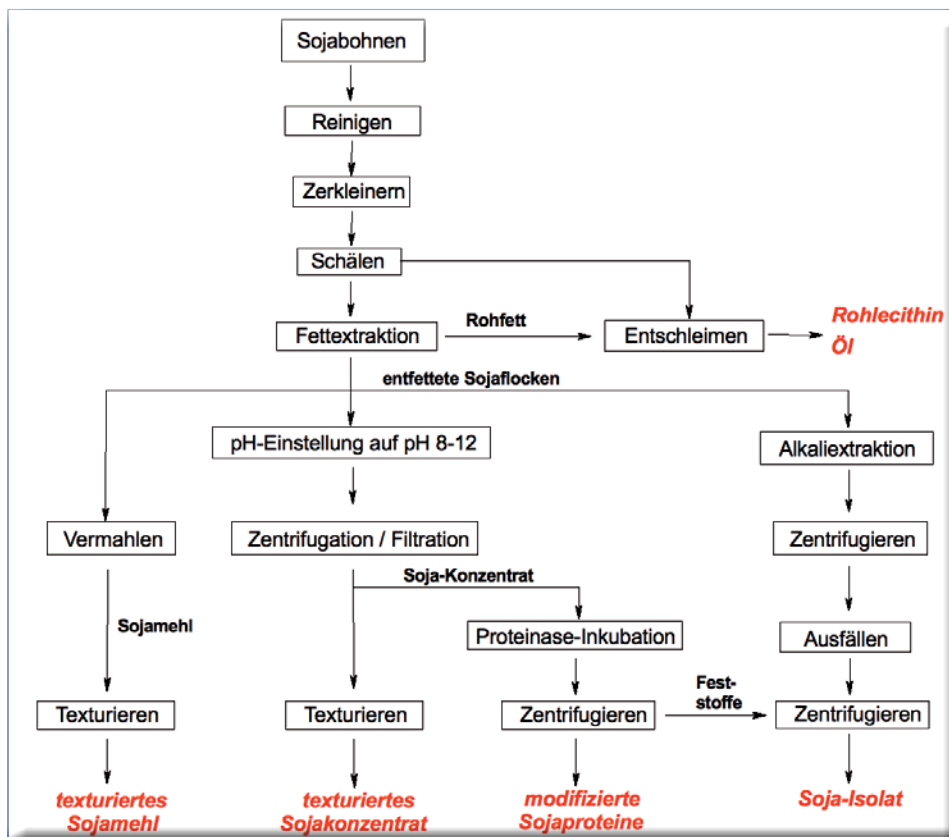 Sojabohnen
Reinigen
Zerkleinern
Schälen
Fettextraktion
Rohfett
Entschleimen
Rohlecithin
Öl
entfettete Sojaflocken
pH-Einstellung auf pH 8-12
Alkaliextraktion
Vermahlen
Zentrifugation / Filtration
Zentrifugieren
Soja-Konzentrat
Sojamehl
Proteinase-Inkubation
Ausfällen
Texturieren
Texturieren
Zentrifugieren
Fest-
stoffe
Zentrifugieren
texturiertes
Sojamehl
texturiertes
Sojakonzentrat
modifizierte
Sojaproteine
Soja-Isolat